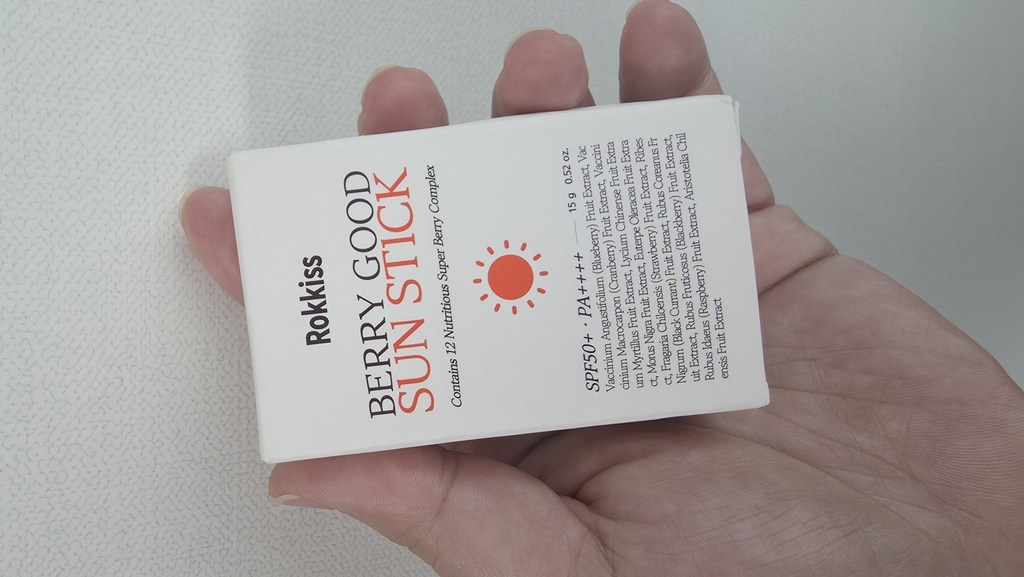 Rokkiss
BERRY GOOD
SUN STICK
Contains 12 Nutritious Super Berry Complex
SPF50+ · PA++++ 15 g 0.52 oz.
Vaccinium Angustifolium (Blueberry) Fruit Extract, Vac
cinium Macrocarpon (Cranberry) Fruit Extract, Vaccini
um Myrtillus Fruit Extract, Lycium Chinense Fruit Extra
ct, Morus Nigra Fruit Extract, Euterpe Oleracea Fruit Extra
ct, Fragaria Chiloensis (Strawberry) Fruit Extract, Ribes
Nigrum (Black Currant) Fruit Extract, Rubus Coreanus Fr
uit Extract, Rubus Fruticosus (Blackberry) Fruit Extract,
Rubus Idaeus (Raspberry) Fruit Extract, Aristotelia Chil
ensis Fruit Extract